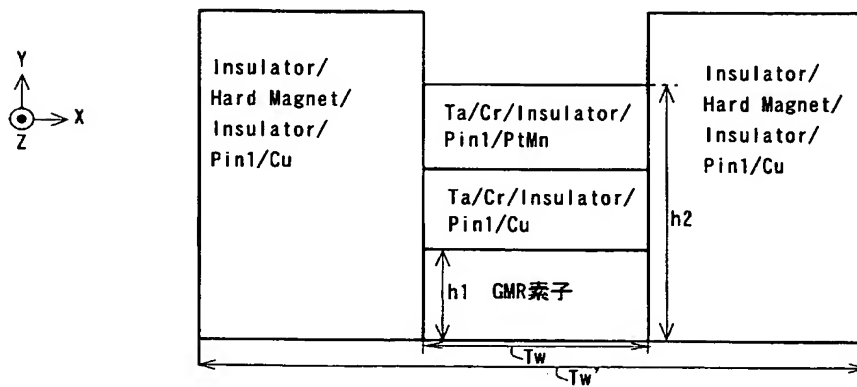 Y
X
Z
Insulator/
Hard Magnet/
Insulator/
Pin1/Cu
Ta/Cr/Insulator/
Pin1/PtMn
Ta/Cr/Insulator/
Pin1/Cu
h1 GMR素子
Insulator/
Hard Magnet/
Insulator/
Pin1/Cu
h2
Tw
Tw'